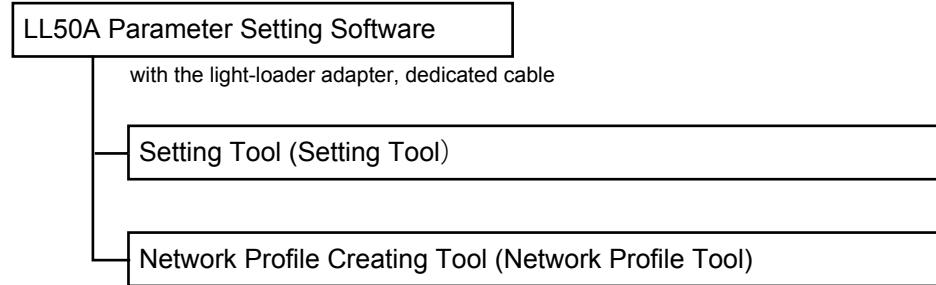 LL50A Parameter Setting Software
with the light-loader adapter, dedicated cable
Setting Tool (Setting Tool）
Network Profile Creating Tool (Network Profile Tool)